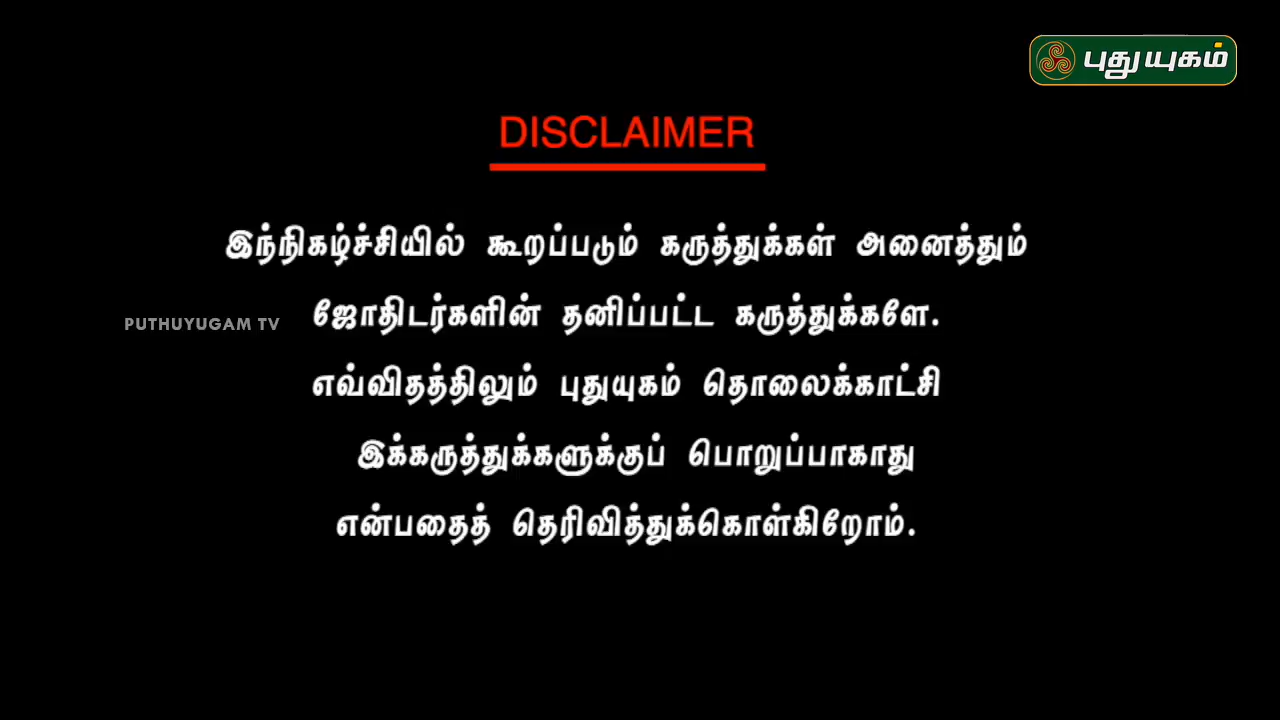 புதுயுகம்
DISCLAIMER
இந்நிகழ்ச்சியில் கூறப்படும் கருத்துக்கள் அனைத்தும்
PUTHUYUGAM TV
ஜோதிடர்களின் தனிப்பட்ட கருத்துக்களே.
எவ்விதத்திலும் புதுயுகம் தொலைக்காட்சி
இக்கருத்துக்களுக்குப் பொறுப்பாகாது
என்பதைத் தெரிவித்துக்கொள்கிறோம்.